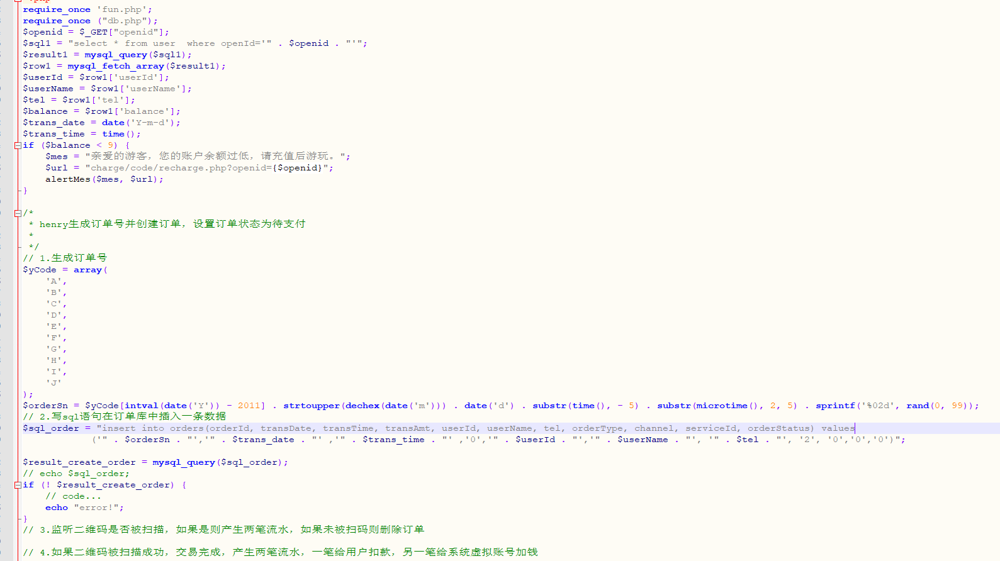 require_once 'fun.php';
require_once ("db.php");
$openid = $_GET["openid"];
$sql1 = "select * from user  where openId='" . $openid . "'";
$result1 = mysql_query($sql1);
$row1 = mysql_fetch_array($result1);
$userId = $row1['userId'];
$userName = $row1['userName'];
$tel = $row1['tel'];
$balance = $row1['balance'];
$trans_date = date('Y-m-d');
$trans_time = time();
if ($balance < 9) {
    $mes = "亲爱的游客，您的账户余额过低，请充值后游玩。";
    $url = "charge/code/recharge.php?openid={$openid}";
    alertMes($mes, $url);
}
/*
 * henry生成订单号并创建订单，设置订单状态为待支付
 *
 */
// 1.生成订单号
$yCode = array(
    'A',
    'B',
    'C',
    'D',
    'E',
    'F',
    'G',
    'H',
    'I',
    'J'
);
$orderSn = $yCode[intval(date('Y')) - 2011] . strtoupper(dechex(date('m'))) . date('d') . substr(time(), - 5) . substr(microtime(), 2, 5) . sprintf('%02d', rand(0, 99));
// 2.写sql语句在订单库中插入一条数据
$sql_order = "insert into orders(orderId, transDate, transTime, transAmt, userId, userName, tel, orderType, channel, serviceId, orderStatus) values
('" . $orderSn . "','" . $trans_date . "' ,'" . $trans_time . "' ,'0','" . $userId . "','" . $userName . "', '" . $tel . "', '2', '0','0','0')";
$result_create_order = mysql_query($sql_order);
// echo $sql_order;
if (! $result_create_order) {
    // code...
    echo "error!";
}
// 3.监听二维码是否被扫描，如果是则产生两笔流水，如果未被扫码则删除订单
// 4.如果二维码被扫描成功，交易完成，产生两笔流水，一笔给用户扣款，另一笔给系统虚拟账号加钱